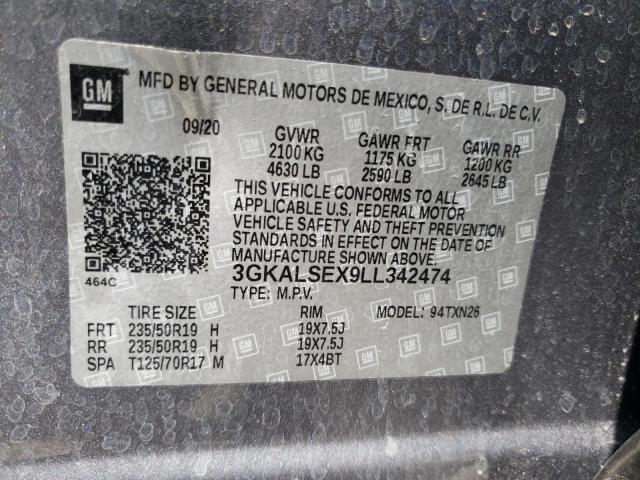 GM
MFD BY GENERAL MOTORS DE MEXICO, S. DE R.L. DE C.V.
09/20 GVWR GAWR FRT GAWR RR
2100 KG 1175 KG 1200 KG
4630 LB 2590 LB 2645 LB
THIS VEHICLE CONFORMS TO ALL
APPLICABLE U.S. FEDERAL MOTOR
VEHICLE SAFETY AND THEFT PREVENTION
STANDARDS IN EFFECT ON THE DATE OF
MANUFACTURE SHOWN ABOVE.
3GKALSEX9LL342474
464C TYPE: M.P.V.
TIRE SIZE RIM MODEL: 94TXN26
FRT 235/50R19 H 19X7.5J
RR 235/50R19 H 19X7.5J
SPA T125/70R17 M 17X4BT